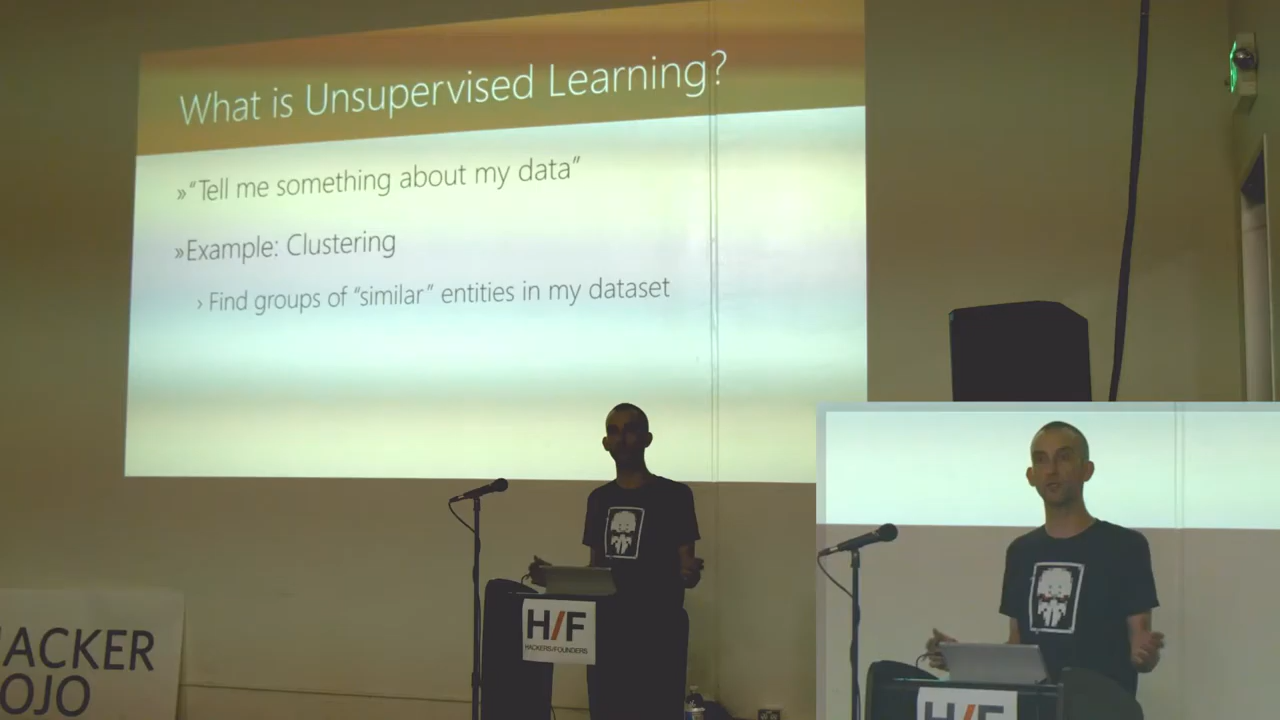 What is Unsupervised Learning?
»“Tell me something about my data”
»Example: Clustering
› Find groups of “similar” entities in my dataset
H/F
HACKERS/FOUNDERS
ACKER
OJO
H/F